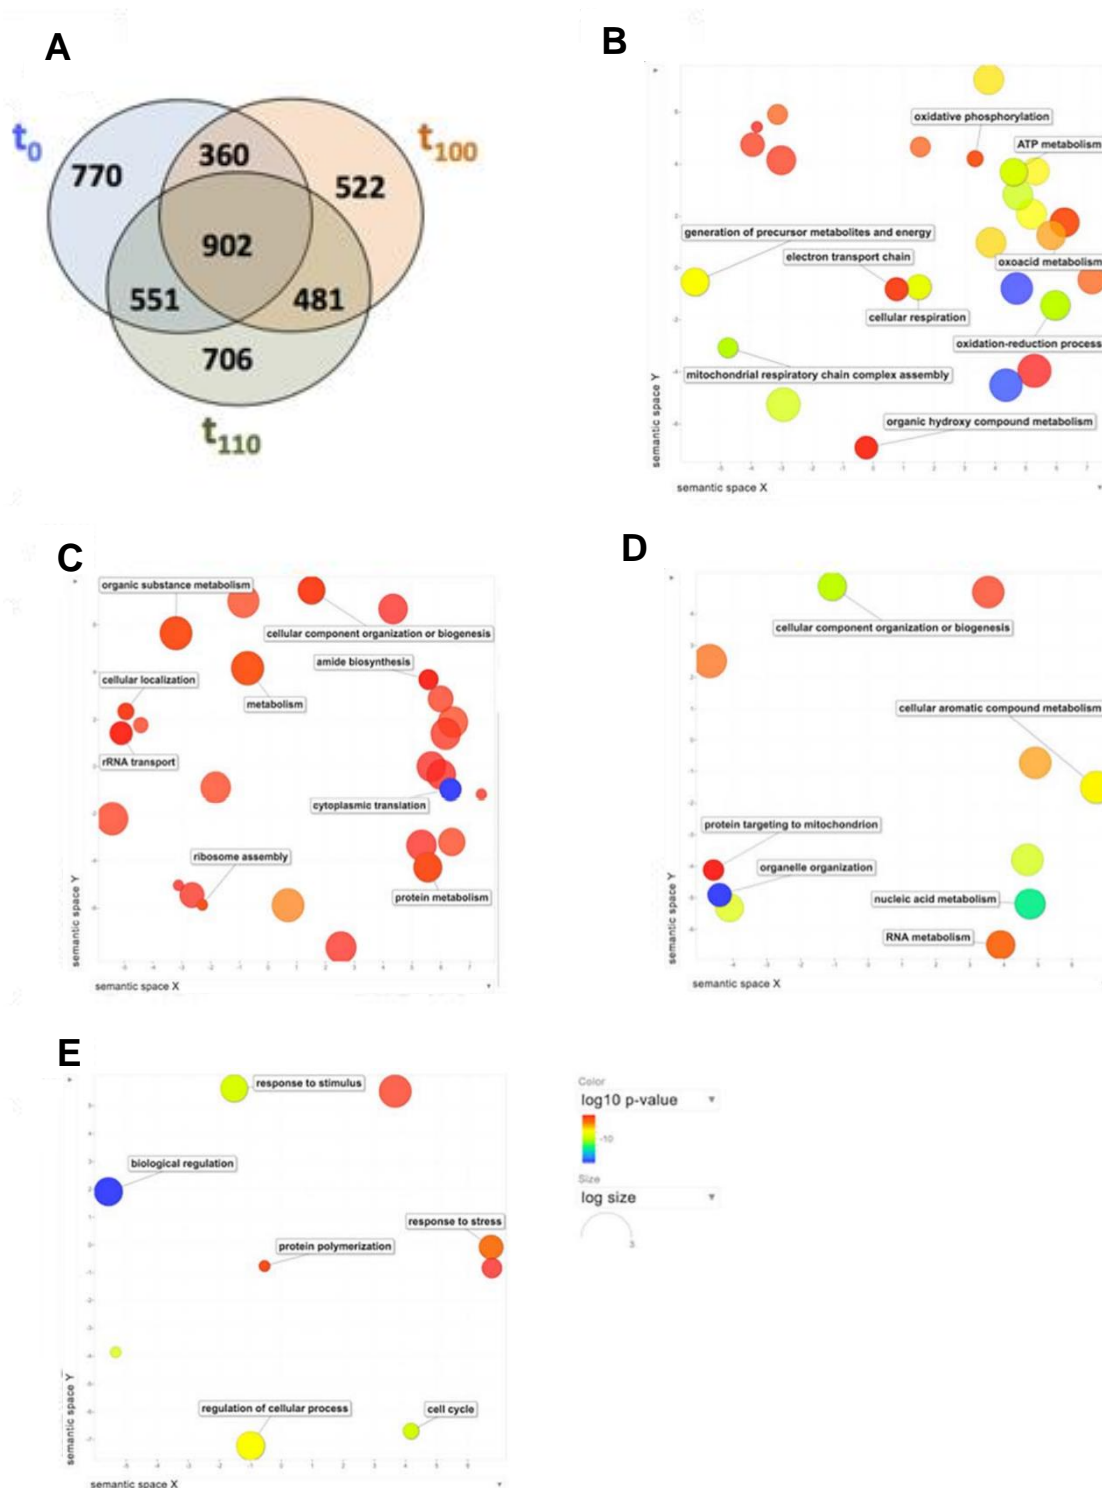 A
t0
t100
770
360
522
902
551
481
706
t110
B
oxidative phosphorylation
ATP metabolism
generation of precursor metabolites and energy
electron transport chain
oxoacid metabolism
cellular respiration
oxidation-reduction process
mitochondrial respiratory chain complex assembly
organic hydroxy compound metabolism
semantic space Y
semantic space X
C
organic substance metabolism
cellular component organization or biogenesis
amide biosynthesis
cellular localization
metabolism
rRNA transport
cytoplasmic translation
ribosome assembly
protein metabolism
semantic space Y
semantic space X
D
cellular component organization or biogenesis
cellular aromatic compound metabolism
protein targeting to mitochondrion
organelle organization
nucleic acid metabolism
RNA metabolism
semantic space Y
semantic space X
E
response to stimulus
biological regulation
response to stress
protein polymerization
regulation of cellular process
cell cycle
semantic space Y
semantic space X
Color
log10 p-value
-10
Size
log size
3